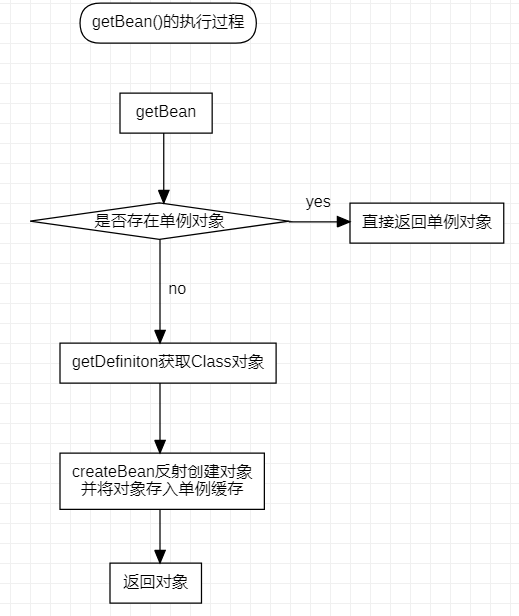 getBean()的执行过程
getBean
是否存在单例对象
yes
直接返回单例对象
no
getDefiniton获取Class对象
createBean反射创建对象
并将对象存入单例缓存
返回对象